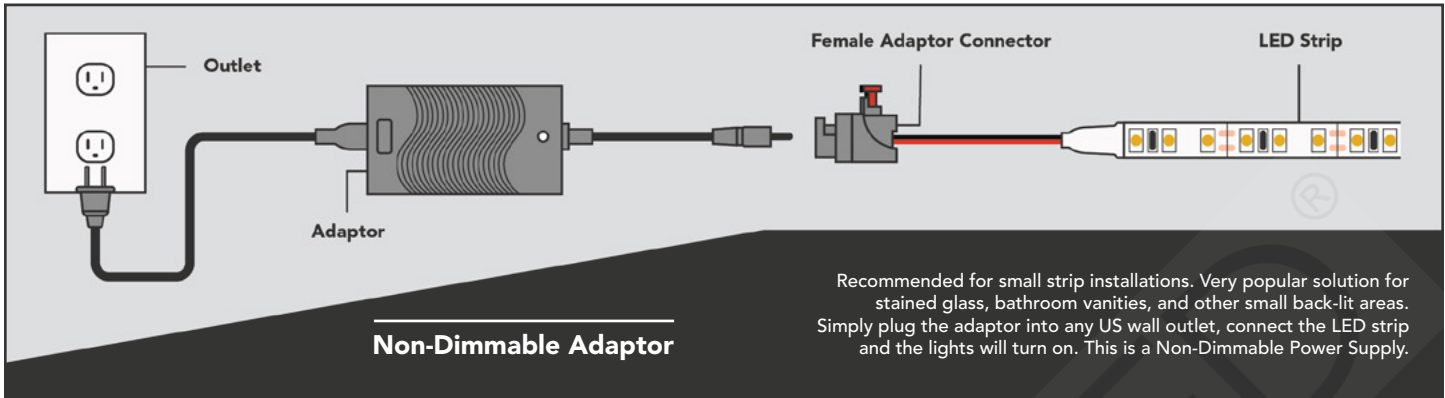 Outlet
Adaptor
Female Adaptor Connector
LED Strip
Non-Dimmable Adaptor
Recommended for small strip installations. Very popular solution for
stained glass, bathroom vanities, and other small back-lit areas.
Simply plug the adaptor into any US wall outlet, connect the LED strip
and the lights will turn on. This is a Non-Dimmable Power Supply.
®